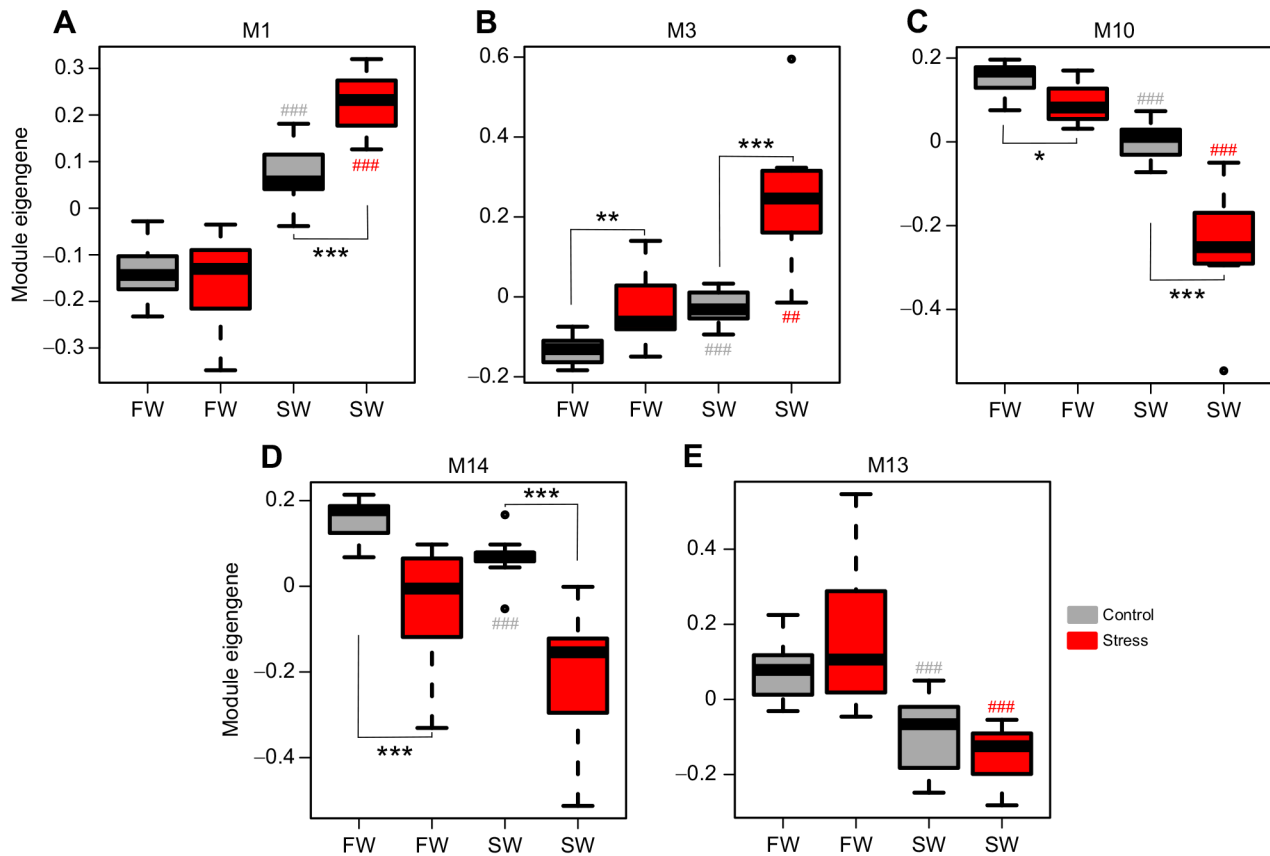 A
M1
Module eigengene
0.3
0.2
0.1
0
−0.1
−0.2
−0.3
###
###
***
FW
FW
SW
SW
B
M3
0.6
0.4
0.2
0
−0.2
**
***
###
##
FW
FW
SW
SW
C
M10
0.2
0
−0.2
−0.4
*
###
###
***
FW
FW
SW
SW
D
M14
Module eigengene
0.2
0
−0.2
−0.4
***
***
###
FW
FW
SW
SW
E
M13
0.4
0.2
0
−0.2
###
###
FW
FW
SW
SW
Control
Stress